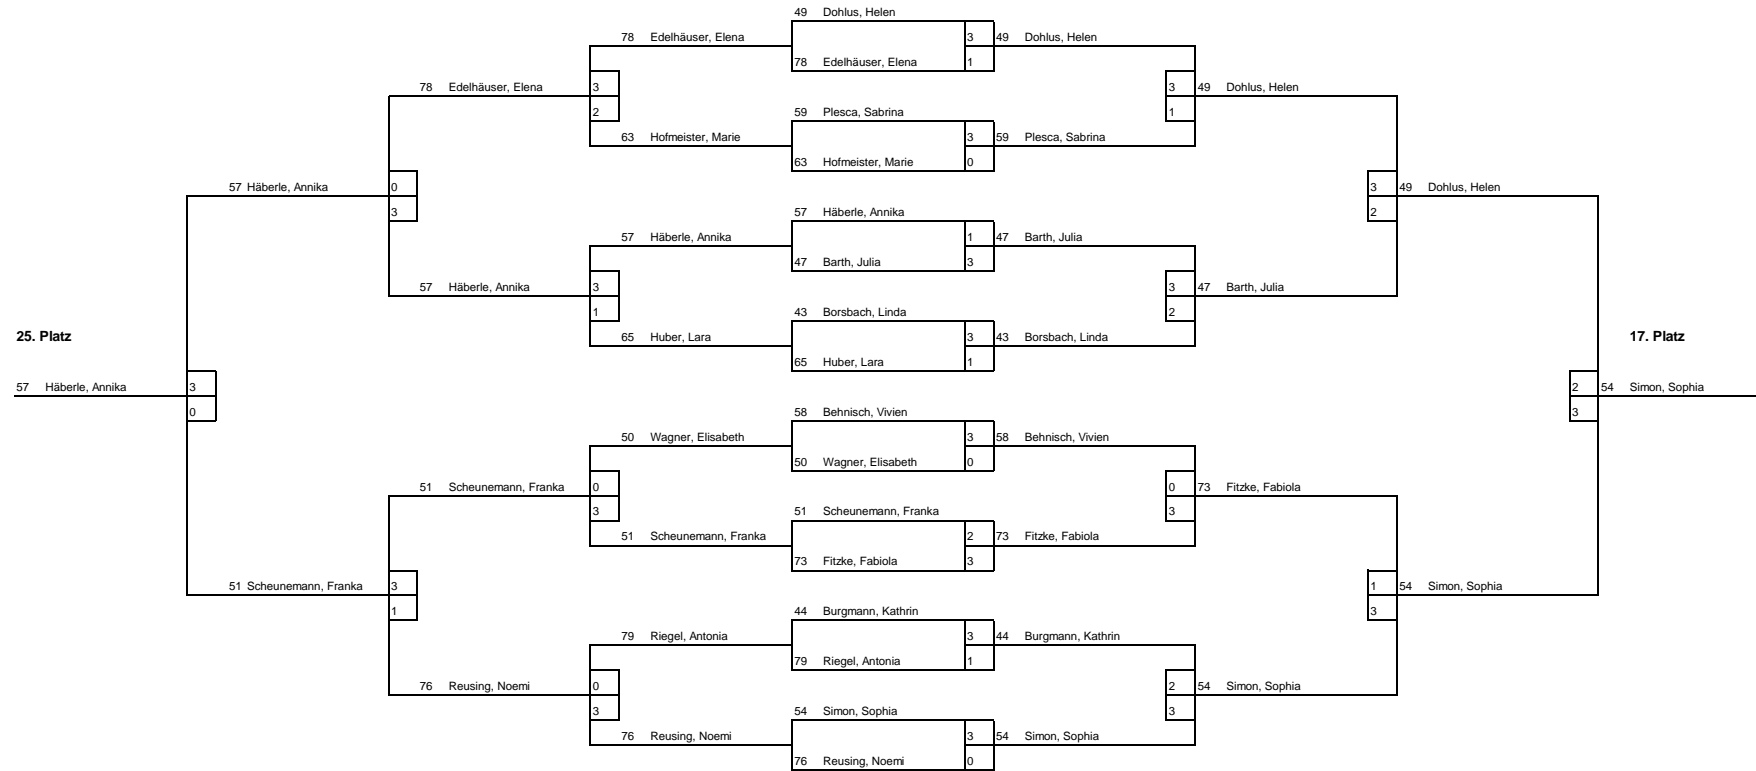 49 Dohlus, Helen
78 Edelhäuser, Elena 3 49 Dohlus, Helen
78 Edelhäuser, Elena 1
78 Edelhäuser, Elena 3 3 49 Dohlus, Helen
2 59 Plesca, Sabrina 1
63 Hofmeister, Marie 3 59 Plesca, Sabrina
63 Hofmeister, Marie 0
57 Häberle, Annika 0 3 49 Dohlus, Helen
3 57 Häberle, Annika 2
57 Häberle, Annika 1 47 Barth, Julia
47 Barth, Julia 3
57 Häberle, Annika 3 3 47 Barth, Julia
1 43 Borsbach, Linda 2
25. Platz 65 Huber, Lara 3 43 Borsbach, Linda 17. Platz
65 Huber, Lara 1
57 Häberle, Annika 3 2 54 Simon, Sophia
0 58 Behnisch, Vivien 3
50 Wagner, Elisabeth 3 58 Behnisch, Vivien
50 Wagner, Elisabeth 0
51 Scheunemann, Franka 0 0 73 Fitzke, Fabiola
3 51 Scheunemann, Franka 3
51 Scheunemann, Franka 2 73 Fitzke, Fabiola
73 Fitzke, Fabiola 3
51 Scheunemann, Franka 3 1 54 Simon, Sophia
1 44 Burgmann, Kathrin 3
79 Riegel, Antonia 3 44 Burgmann, Kathrin
79 Riegel, Antonia 1
76 Reusing, Noemi 0 2 54 Simon, Sophia
3 54 Simon, Sophia 3
76 Reusing, Noemi 3 54 Simon, Sophia
76 Reusing, Noemi 0